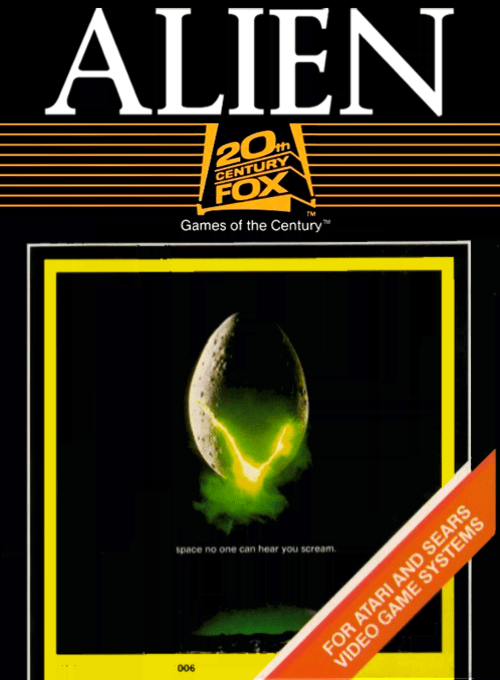 ALIEN
20th
CENTURY
FOX
TM
Games of the Century™
space no one can hear you scream.
FOR ATARI AND SEARS
VIDEO GAME SYSTEMS
006